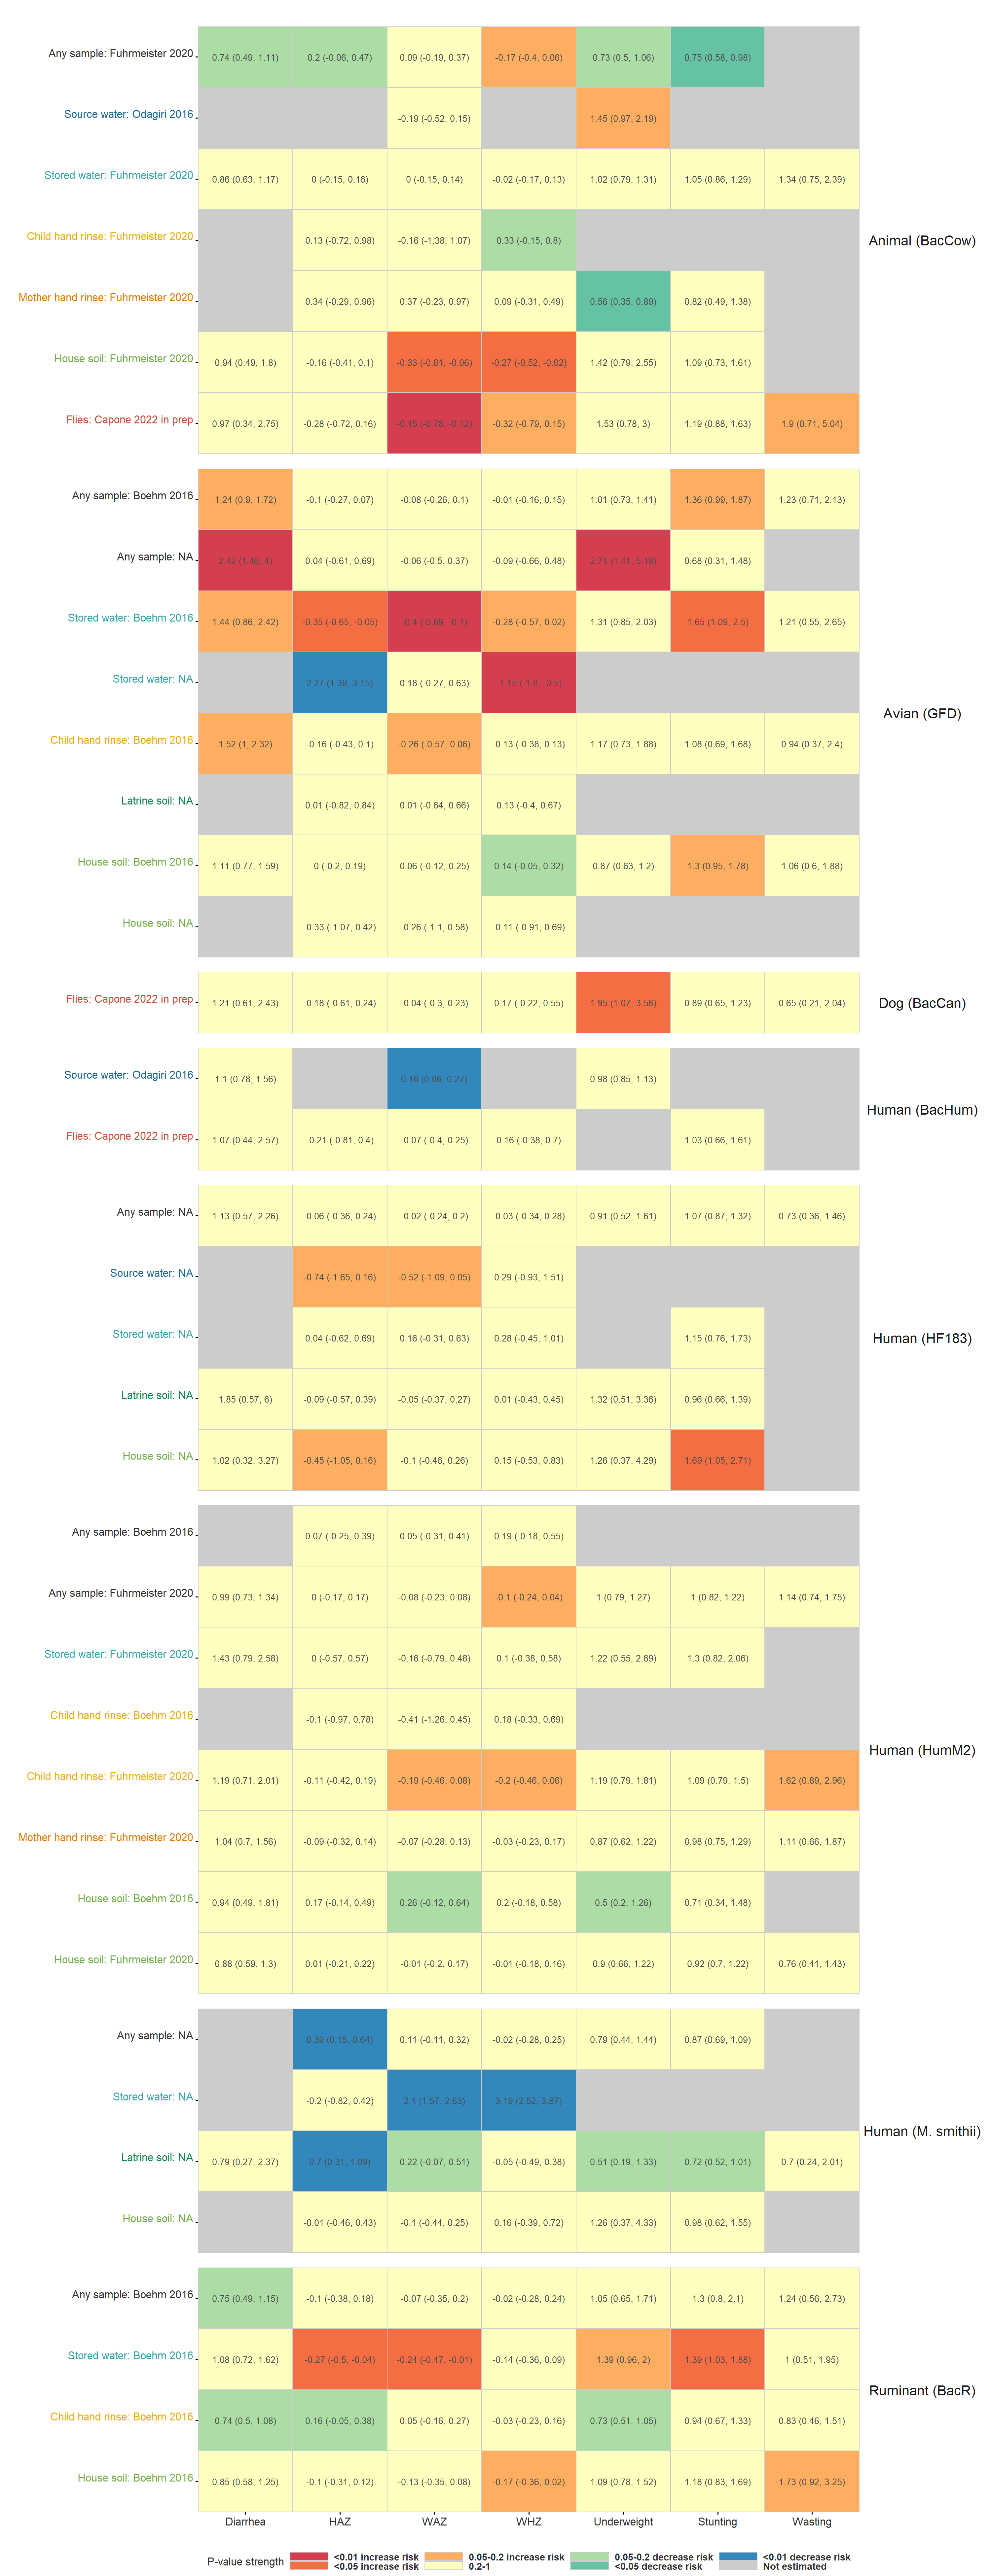 Any sample: Fuhrmeister 2020 0.74 (0.49, 1.11) 0.2 (-0.06, 0.47) 0.09 (-0.19, 0.37) -0.17 (-0.4, 0.06) 0.73 (0.5, 1.06) 0.75 (0.58, 0.98)
Source water: Odagiri 2016 -0.19 (-0.52, 0.15) 1.45 (0.97, 2.19)
Stored water: Fuhrmeister 2020 0.86 (0.63, 1.17) 0 (-0.15, 0.16) 0 (-0.15, 0.14) -0.02 (-0.17, 0.13) 1.02 (0.79, 1.31) 1.05 (0.86, 1.29) 1.34 (0.75, 2.39)
Child hand rinse: Fuhrmeister 2020 0.13 (-0.72, 0.98) -0.16 (-1.38, 1.07) 0.33 (-0.15, 0.8)
Animal (BacCow)
Mother hand rinse: Fuhrmeister 2020 0.34 (-0.29, 0.96) 0.37 (-0.23, 0.97) 0.09 (-0.31, 0.49) 0.56 (0.35, 0.89) 0.82 (0.49, 1.38)
House soil: Fuhrmeister 2020 0.94 (0.49, 1.8) -0.16 (-0.41, 0.1) -0.33 (-0.61, -0.06) -0.27 (-0.52, -0.02) 1.42 (0.79, 2.55) 1.09 (0.73, 1.61)
Flies: Capone 2022 in prep 0.97 (0.34, 2.75) -0.28 (-0.72, 0.16) -0.45 (-0.78, -0.12) -0.32 (-0.79, 0.15) 1.53 (0.78, 3) 1.19 (0.88, 1.63) 1.9 (0.71, 5.04)
Any sample: Boehm 2016 1.24 (0.9, 1.72) -0.1 (-0.27, 0.07) -0.08 (-0.26, 0.1) -0.01 (-0.16, 0.15) 1.01 (0.73, 1.41) 1.36 (0.99, 1.87) 1.23 (0.71, 2.13)
Any sample: NA 2.42 (1.46, 4) 0.04 (-0.61, 0.69) -0.06 (-0.5, 0.37) -0.09 (-0.66, 0.48) 2.71 (1.41, 5.18) 0.68 (0.31, 1.48)
Stored water: Boehm 2016 1.44 (0.86, 2.42) -0.35 (-0.65, -0.05) -0.4 (-0.69, -0.1) -0.28 (-0.57, 0.02) 1.31 (0.85, 2.03) 1.65 (1.09, 2.5) 1.21 (0.55, 2.65)
Stored water: NA 2.27 (1.39, 3.15) 0.18 (-0.27, 0.63) -1.15 (-1.8, -0.5)
Avian (GFD)
Child hand rinse: Boehm 2016 1.52 (1, 2.32) -0.16 (-0.43, 0.1) -0.26 (-0.57, 0.06) -0.13 (-0.38, 0.13) 1.17 (0.73, 1.88) 1.08 (0.69, 1.68) 0.94 (0.37, 2.4)
Latrine soil: NA 0.01 (-0.82, 0.84) 0.01 (-0.64, 0.66) 0.13 (-0.4, 0.67)
House soil: Boehm 2016 1.11 (0.77, 1.59) 0 (-0.2, 0.19) 0.06 (-0.12, 0.25) 0.14 (-0.05, 0.32) 0.87 (0.63, 1.2) 1.3 (0.95, 1.78) 1.06 (0.6, 1.88)
House soil: NA -0.33 (-1.07, 0.42) -0.26 (-1.1, 0.58) -0.11 (-0.91, 0.69)
Flies: Capone 2022 in prep 1.21 (0.61, 2.43) -0.18 (-0.61, 0.24) -0.04 (-0.3, 0.23) 0.17 (-0.22, 0.55) 1.95 (1.07, 3.56) 0.89 (0.65, 1.23) 0.65 (0.21, 2.04) Dog (BacCan)
Source water: Odagiri 2016 1.1 (0.78, 1.56) 0.16 (0.06, 0.27) 0.98 (0.85, 1.13)
Human (BacHum)
Flies: Capone 2022 in prep 1.07 (0.44, 2.57) -0.21 (-0.81, 0.4) -0.07 (-0.4, 0.25) 0.16 (-0.38, 0.7) 1.03 (0.66, 1.61)
Any sample: NA 1.13 (0.57, 2.26) -0.06 (-0.36, 0.24) -0.02 (-0.24, 0.2) -0.03 (-0.34, 0.28) 0.91 (0.52, 1.61) 1.07 (0.87, 1.32) 0.73 (0.36, 1.46)
Source water: NA -0.74 (-1.65, 0.16) -0.52 (-1.09, 0.05) 0.29 (-0.93, 1.51)
Stored water: NA 0.04 (-0.62, 0.69) 0.16 (-0.31, 0.63) 0.28 (-0.45, 1.01) 1.15 (0.76, 1.73) Human (HF183)
Latrine soil: NA 1.85 (0.57, 6) -0.09 (-0.57, 0.39) -0.05 (-0.37, 0.27) 0.01 (-0.43, 0.45) 1.32 (0.51, 3.36) 0.96 (0.66, 1.39)
House soil: NA 1.02 (0.32, 3.27) -0.45 (-1.05, 0.16) -0.1 (-0.46, 0.26) 0.15 (-0.53, 0.83) 1.26 (0.37, 4.29) 1.69 (1.05, 2.71)
Any sample: Boehm 2016 0.07 (-0.25, 0.39) 0.05 (-0.31, 0.41) 0.19 (-0.18, 0.55)
Any sample: Fuhrmeister 2020 0.99 (0.73, 1.34) 0 (-0.17, 0.17) -0.08 (-0.23, 0.08) -0.1 (-0.24, 0.04) 1 (0.79, 1.27) 1 (0.82, 1.22) 1.14 (0.74, 1.75)
Stored water: Fuhrmeister 2020 1.43 (0.79, 2.58) 0 (-0.57, 0.57) -0.16 (-0.79, 0.48) 0.1 (-0.38, 0.58) 1.22 (0.55, 2.69) 1.3 (0.82, 2.06)
Child hand rinse: Boehm 2016 -0.1 (-0.97, 0.78) -0.41 (-1.26, 0.45) 0.18 (-0.33, 0.69)
Human (HumM2)
Child hand rinse: Fuhrmeister 2020 1.19 (0.71, 2.01) -0.11 (-0.42, 0.19) -0.19 (-0.46, 0.08) -0.2 (-0.46, 0.06) 1.19 (0.79, 1.81) 1.09 (0.79, 1.5) 1.62 (0.89, 2.96)
Mother hand rinse: Fuhrmeister 2020 1.04 (0.7, 1.56) -0.09 (-0.32, 0.14) -0.07 (-0.28, 0.13) -0.03 (-0.23, 0.17) 0.87 (0.62, 1.22) 0.98 (0.75, 1.29) 1.11 (0.66, 1.87)
House soil: Boehm 2016 0.94 (0.49, 1.81) 0.17 (-0.14, 0.49) 0.26 (-0.12, 0.64) 0.2 (-0.18, 0.58) 0.5 (0.2, 1.26) 0.71 (0.34, 1.48)
House soil: Fuhrmeister 2020 0.88 (0.59, 1.3) 0.01 (-0.21, 0.22) -0.01 (-0.2, 0.17) -0.01 (-0.18, 0.16) 0.9 (0.66, 1.22) 0.92 (0.7, 1.22) 0.76 (0.41, 1.43)
Any sample: NA 0.39 (0.15, 0.64) 0.11 (-0.11, 0.32) -0.02 (-0.28, 0.25) 0.79 (0.44, 1.44) 0.87 (0.69, 1.09)
Stored water: NA -0.2 (-0.82, 0.42) 2.1 (1.57, 2.63) 3.19 (2.52, 3.87)
Human (M. smithii)
Latrine soil: NA 0.79 (0.27, 2.37) 0.7 (0.31, 1.09) 0.22 (-0.07, 0.51) -0.05 (-0.49, 0.38) 0.51 (0.19, 1.33) 0.72 (0.52, 1.01) 0.7 (0.24, 2.01)
House soil: NA -0.01 (-0.46, 0.43) -0.1 (-0.44, 0.25) 0.16 (-0.39, 0.72) 1.26 (0.37, 4.33) 0.98 (0.62, 1.55)
Any sample: Boehm 2016 0.75 (0.49, 1.15) -0.1 (-0.38, 0.18) -0.07 (-0.35, 0.2) -0.02 (-0.28, 0.24) 1.05 (0.65, 1.71) 1.3 (0.8, 2.1) 1.24 (0.56, 2.73)
Stored water: Boehm 2016 1.08 (0.72, 1.62) -0.27 (-0.5, -0.04) -0.24 (-0.47, -0.01) -0.14 (-0.36, 0.09) 1.39 (0.96, 2) 1.39 (1.03, 1.88) 1 (0.51, 1.95)
Ruminant (BacR)
Child hand rinse: Boehm 2016 0.74 (0.5, 1.08) 0.16 (-0.05, 0.38) 0.05 (-0.16, 0.27) -0.03 (-0.23, 0.16) 0.73 (0.51, 1.05) 0.94 (0.67, 1.33) 0.83 (0.46, 1.51)
House soil: Boehm 2016 0.85 (0.58, 1.25) -0.1 (-0.31, 0.12) -0.13 (-0.35, 0.08) -0.17 (-0.36, 0.02) 1.09 (0.78, 1.52) 1.18 (0.83, 1.69) 1.73 (0.92, 3.25)
Diarrhea HAZ WAZ WHZ Underweight Stunting Wasting
P-value strength <0.01 increase risk 0.05-0.2 increase risk 0.05-0.2 decrease risk <0.01 decrease risk
<0.05 increase risk 0.2-1 <0.05 decrease risk Not estimated